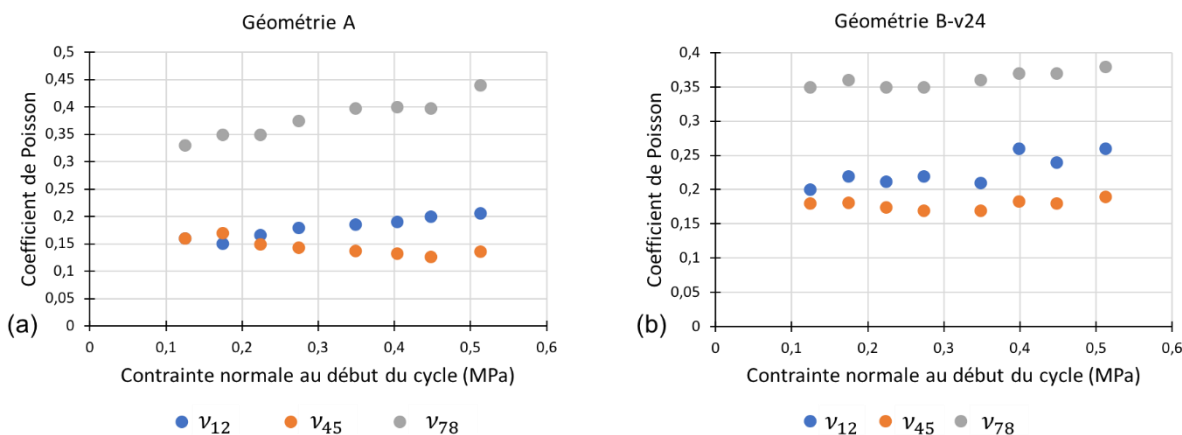 Géométrie A
0,5
0,45
0,4
0,35
0,3
0,25
0,2
0,15
0,1
0,05
0
Coefficient de Poisson
(a)
0 0,1 0,2 0,3 0,4 0,5 0,6
Contrainte normale au début du cycle (MPa)
ν12 ν45 ν78
Géométrie B-v24
0,4
0,35
0,3
0,25
0,2
0,15
0,1
0,05
0
Coefficient de Poisson
(b)
0 0,1 0,2 0,3 0,4 0,5 0,6
Contrainte normale au début du cycle (MPa)
ν12 ν45 ν78